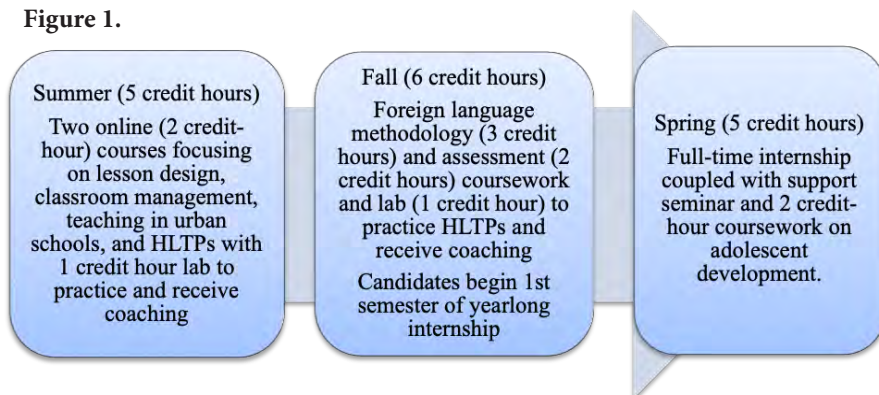 Figure 1.
Summer (5 credit hours)
Two online (2 credit-
hour) courses focusing
on lesson design,
classroom management,
teaching in urban
schools, and HLTPs with
1 credit hour lab to
practice and receive
coaching
Fall (6 credit hours)
Foreign language
methodology (3 credit
hours) and assessment (2
credit hours) coursework
and lab (1 credit hour) to
practice HLTPs and
receive coaching
Candidates begin 1st
semester of yearlong
internship
Spring (5 credit hours)
Full-time internship
coupled with support
seminar and 2 credit-
hour coursework on
adolescent
development.